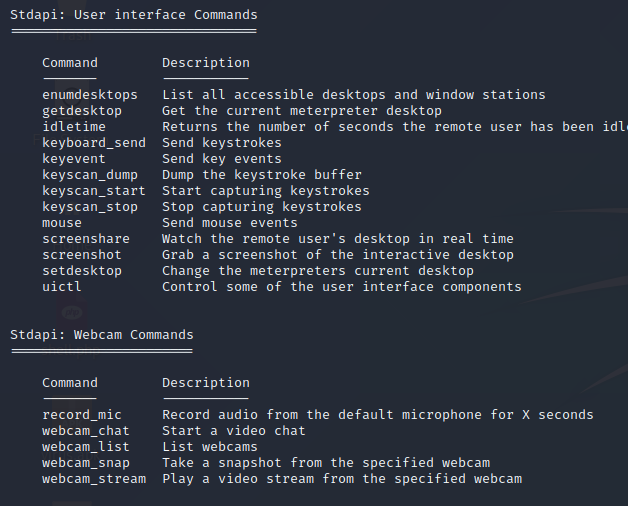 Stdapi: User interface Commands
===============================
Command Description
------- -----------
enumdesktops List all accessible desktops and window stations
getdesktop Get the current meterpreter desktop
idletime Returns the number of seconds the remote user has been idl
keyboard_send Send keystrokes
keyevent Send key events
keyscan_dump Dump the keystroke buffer
keyscan_start Start capturing keystrokes
keyscan_stop Stop capturing keystrokes
mouse Send mouse events
screenshare Watch the remote user's desktop in real time
screenshot Grab a screenshot of the interactive desktop
setdesktop Change the meterpreters current desktop
uictl Control some of the user interface components
Stdapi: Webcam Commands
=======================
Command Description
------- -----------
record_mic Record audio from the default microphone for X seconds
webcam_chat Start a video chat
webcam_list List webcams
webcam_snap Take a snapshot from the specified webcam
webcam_stream Play a video stream from the specified webcam